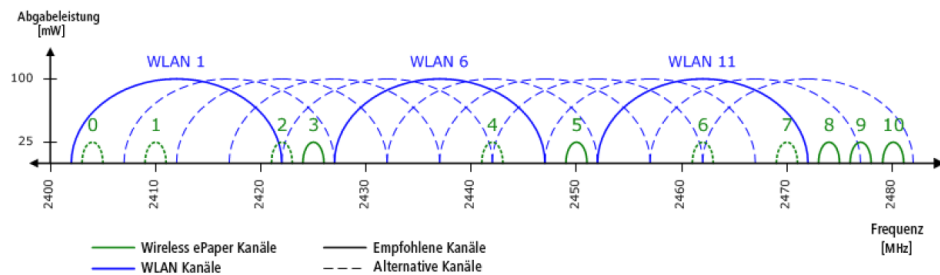 Abgabeleistung
[mW]
WLAN 1
WLAN 6
WLAN 11
100
25
0 1 2 3 4 5 6 7 8 9 10
2400 2410 2420 2430 2440 2450 2460 2470 2480
Frequenz
[MHz]
Wireless ePaper Kanäle
Empfohlene Kanäle
WLAN Kanäle
Alternative Kanäle